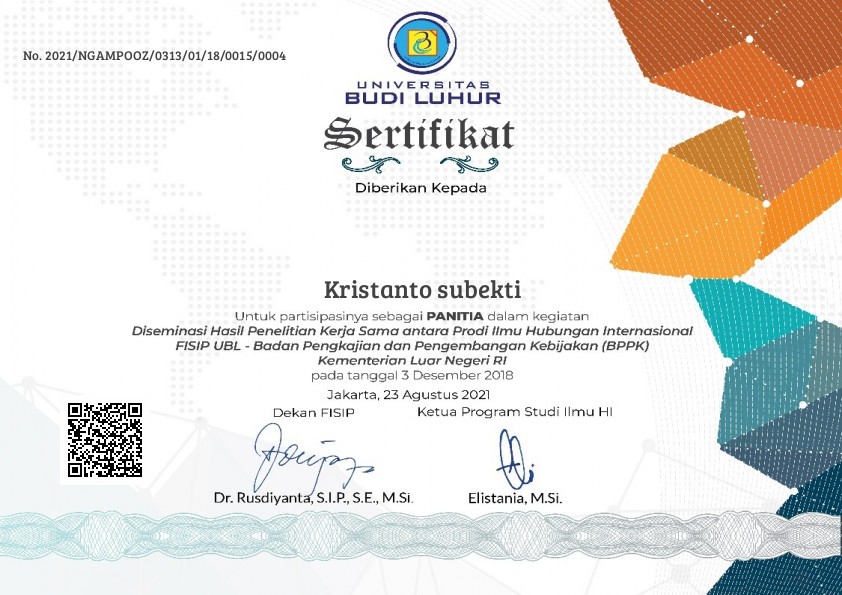 No. 2021/NGAMPOOZ/0313/01/18/0015/0004
UNIVERSITAS
BUDI LUHUR
Sertifikat
Diberikan Kepada
Kristanto subekti
Untuk partisipasinya sebagai PANITIA dalam kegiatan
Diseminasi Hasil Penelitian Kerja Sama antara Prodi Ilmu Hubungan Internasional
FISIP UBL - Badan Pengkajian dan Pengembangan Kebijakan (BPPK)
Kementerian Luar Negeri RI
pada tanggal 3 Desember 2018
Jakarta, 23 Agustus 2021
Dekan FISIP
Ketua Program Studi Ilmu HI
Dr. Rusdiyanta, S.I.P., S.E., M.Si.
Elistania, M.Si.